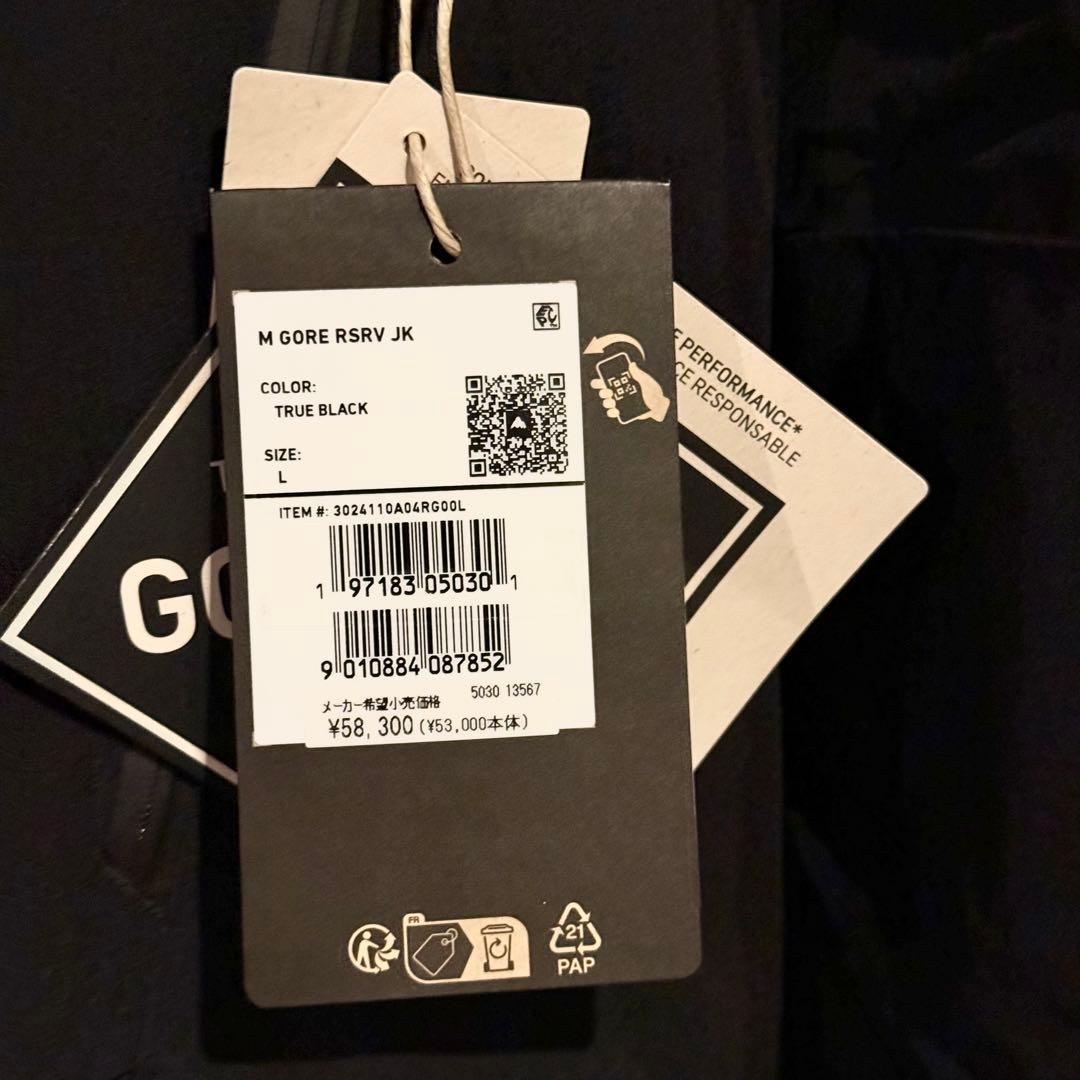 M GORE RSRV JK
COLOR:
TRUE BLACK
SIZE:
L
ITEM #: 3024110A04RG00L
1 97183 05030 1
9 010884 087852
5030 13567
メーカー希望小売価格
¥58,300 (¥53,000本体)
PERFORMANCE*
CE RESPONSABLE
GO
FR
21
PAP